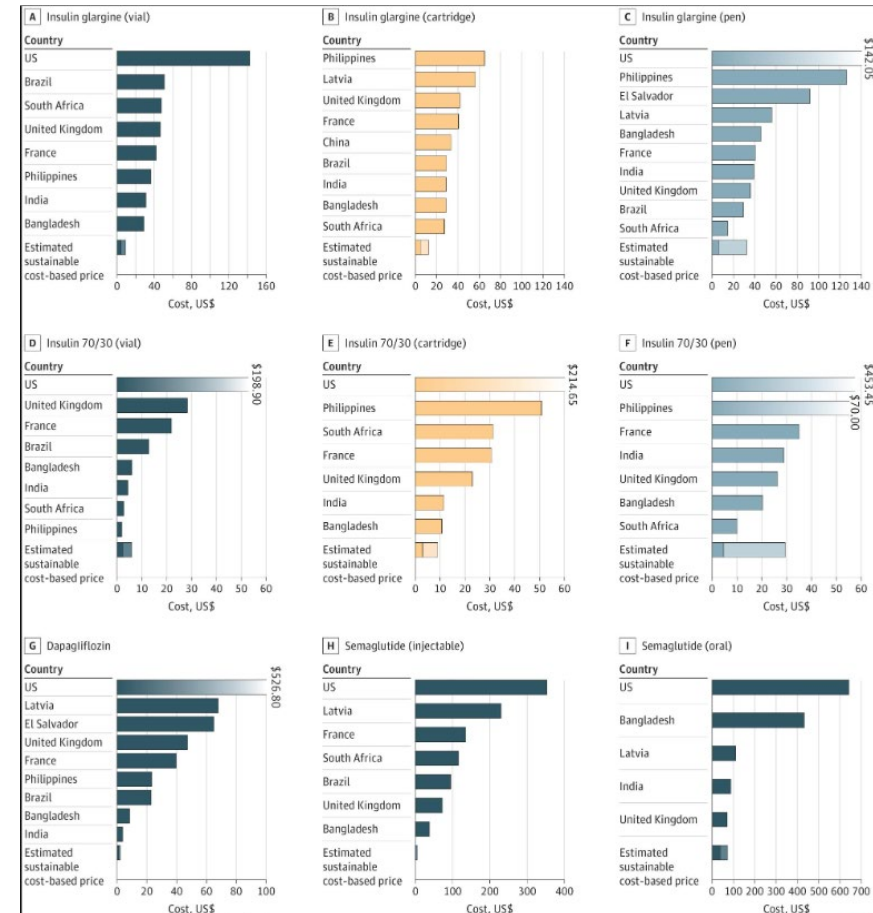 A Insulin glargine (vial)
Country
US
Brazil
South Africa
United Kingdom
France
Philippines
India
Bangladesh
Estimated
sustainable
cost-based price
0 40 80 120 160
Cost, US$
B Insulin glargine (cartridge)
Country
Philippines
Latvia
United Kingdom
France
China
Brazil
India
Bangladesh
South Africa
Estimated
sustainable
cost-based price
0 20 40 60 80 100 120 140
Cost, US$
C Insulin glargine (pen)
Country
US
$142.05
Philippines
El Salvador
Latvia
Bangladesh
France
India
United Kingdom
Brazil
South Africa
Estimated
sustainable
cost-based price
0 20 40 60 80 100 120 140
Cost, US$
D Insulin 70/30 (vial)
Country
US
$198.90
United Kingdom
France
Brazil
Bangladesh
India
South Africa
Philippines
Estimated
sustainable
cost-based price
0 10 20 30 40 50 60
Cost, US$
E Insulin 70/30 (cartridge)
Country
US
$214.65
Philippines
South Africa
France
United Kingdom
India
Bangladesh
Estimated
sustainable
cost-based price
0 10 20 30 40 50 60
Cost, US$
F Insulin 70/30 (pen)
Country
US
$453.45
Philippines
$70.00
France
India
United Kingdom
Bangladesh
South Africa
Estimated
sustainable
cost-based price
0 10 20 30 40 50 60
Cost, US$
G Dapagliflozin
Country
US
$526.80
Latvia
El Salvador
United Kingdom
France
Philippines
Brazil
Bangladesh
India
Estimated
sustainable
cost-based price
0 20 40 60 80 100
Cost, US$
H Semaglutide (injectable)
Country
US
Latvia
France
South Africa
Brazil
United Kingdom
Bangladesh
Estimated
sustainable
cost-based price
0 100 200 300 400
Cost, US$
I Semaglutide (oral)
Country
US
Bangladesh
Latvia
India
United Kingdom
Estimated
sustainable
cost-based price
0 100 200 300 400 500 600 700
Cost, US$